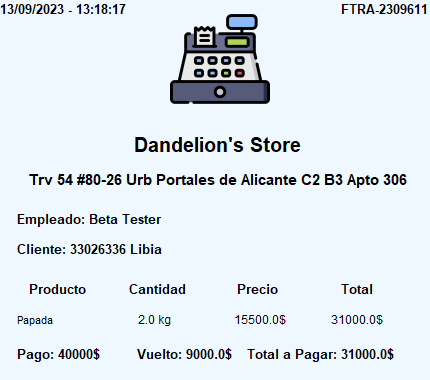 13/09/2023 - 13:18:17 FTRA-2309611
Dandelion's Store
Trv 54 #80-26 Urb Portales de Alicante C2 B3 Apto 306
Empleado: Beta Tester
Cliente: 33026336 Libia
Producto Cantidad Precio Total
Papada 2.0 kg 15500.0$ 31000.0$
Pago: 40000$ Vuelto: 9000.0$ Total a Pagar: 31000.0$